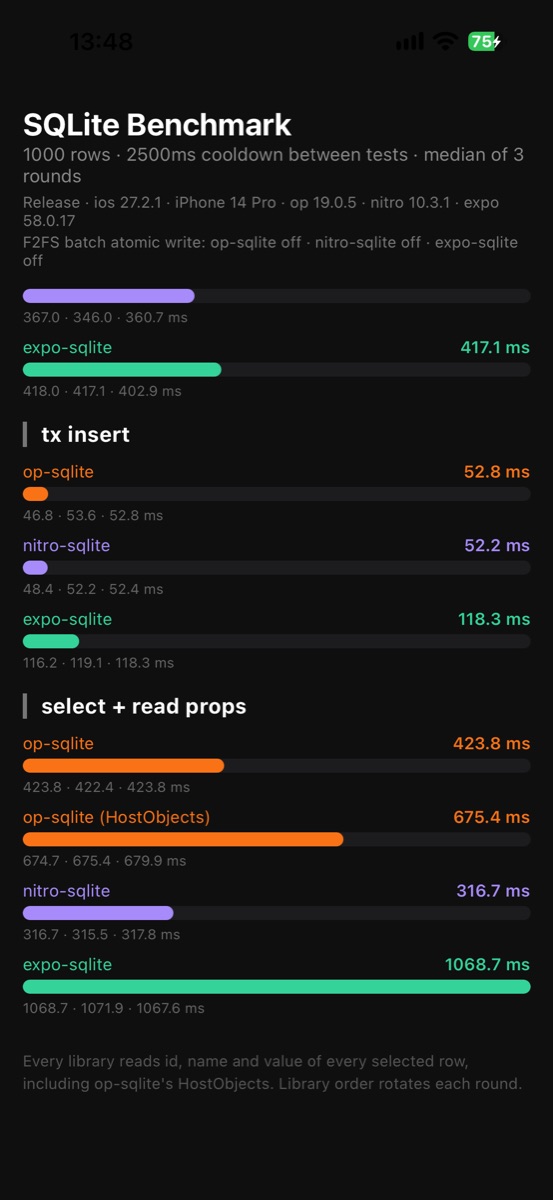 13:48
75
SQLite Benchmark
1000 rows · 2500ms cooldown between tests · median of 3
rounds
Release · ios 27.2.1 · iPhone 14 Pro · op 19.0.5 · nitro 10.3.1 · expo
58.0.17
F2FS batch atomic write: op-sqlite off · nitro-sqlite off · expo-sqlite
off
367.0 · 346.0 · 360.7 ms
expo-sqlite 417.1 ms
418.0 · 417.1 · 402.9 ms
tx insert
op-sqlite 52.8 ms
46.8 · 53.6 · 52.8 ms
nitro-sqlite 52.2 ms
48.4 · 52.2 · 52.4 ms
expo-sqlite 118.3 ms
116.2 · 119.1 · 118.3 ms
select + read props
op-sqlite 423.8 ms
423.8 · 422.4 · 423.8 ms
op-sqlite (HostObjects) 675.4 ms
674.7 · 675.4 · 679.9 ms
nitro-sqlite 316.7 ms
316.7 · 315.5 · 317.8 ms
expo-sqlite 1068.7 ms
1068.7 · 1071.9 · 1067.6 ms
Every library reads id, name and value of every selected row,
including op-sqlite's HostObjects. Library order rotates each round.